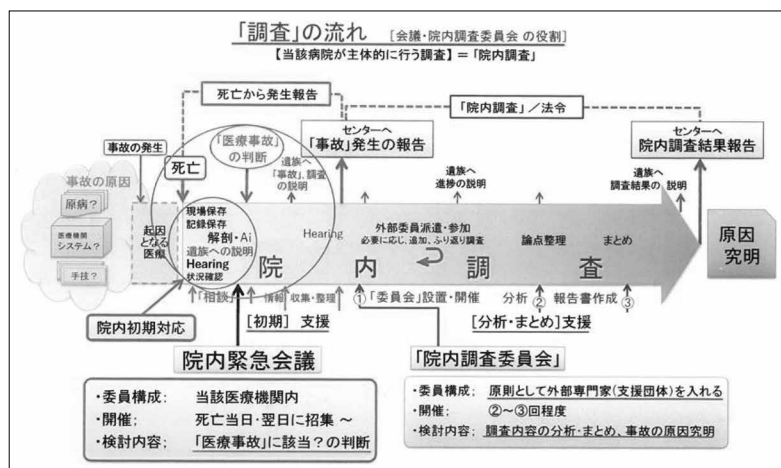 「調査」の流れ [会議・院内調査委員会 の役割]
【当該病院が主体的に行う調査】 = 「院内調査」
死亡から発生報告
「院内調査」／法令
事故の発生
死亡
「医療事故」
の判断
センターへ
「事故」発生の報告
センターへ
院内調査結果報告
遺族へ
「事故」、調査
の説明
遺族へ
進捗の説明
遺族へ
調査結果の 説明
事故の原因
原病？
医療機関
システム？
手技？
起因
となる
医療
現場保存
記録保存
解剖・Ai
遺族への説明
Hearing
状況確認
Hearing
外部委員派遣・参加
必要に応じ、追加、ふり返り調査
論点整理
まとめ
院 内 調 査
原因
究明
「相談」
情報 収集・整理
①「委員会」設置・開催
分析 ② 報告書作成 ③
院内初期対応
[初期] 支援
[分析・まとめ]支援
院内緊急会議
・委員構成: 当該医療機関内
・開催: 死亡当日・翌日に招集 ～
・検討内容: 「医療事故」に該当？の判断
「院内調査委員会」
・委員構成: 原則として外部専門家(支援団体)を入れる
・開催: ②～③回程度
・検討内容: 調査内容の分析・まとめ、事故の原因究明